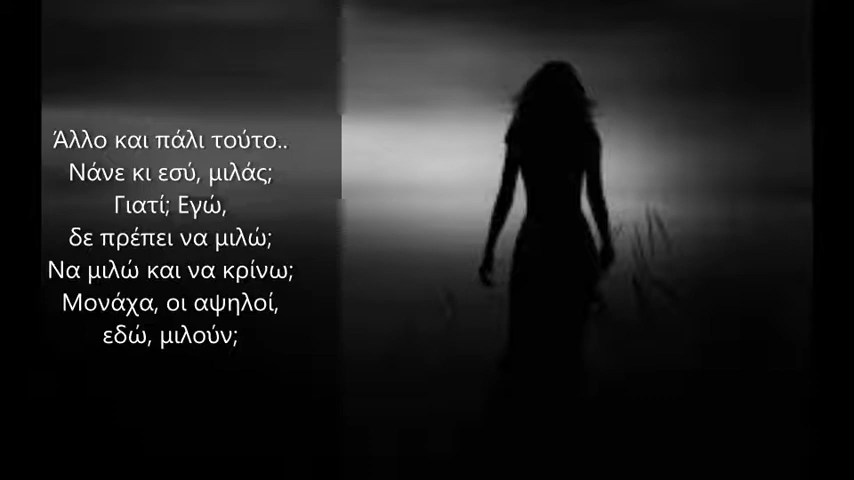 Άλλο και πάλι τούτο..
Νάνε κι εσύ, μιλάς;
Γιατί; Εγώ,
δε πρέπει να μιλώ;
Να μιλώ και να κρίνω;
Μονάχα, οι αψηλοί,
εδώ, μιλούν;